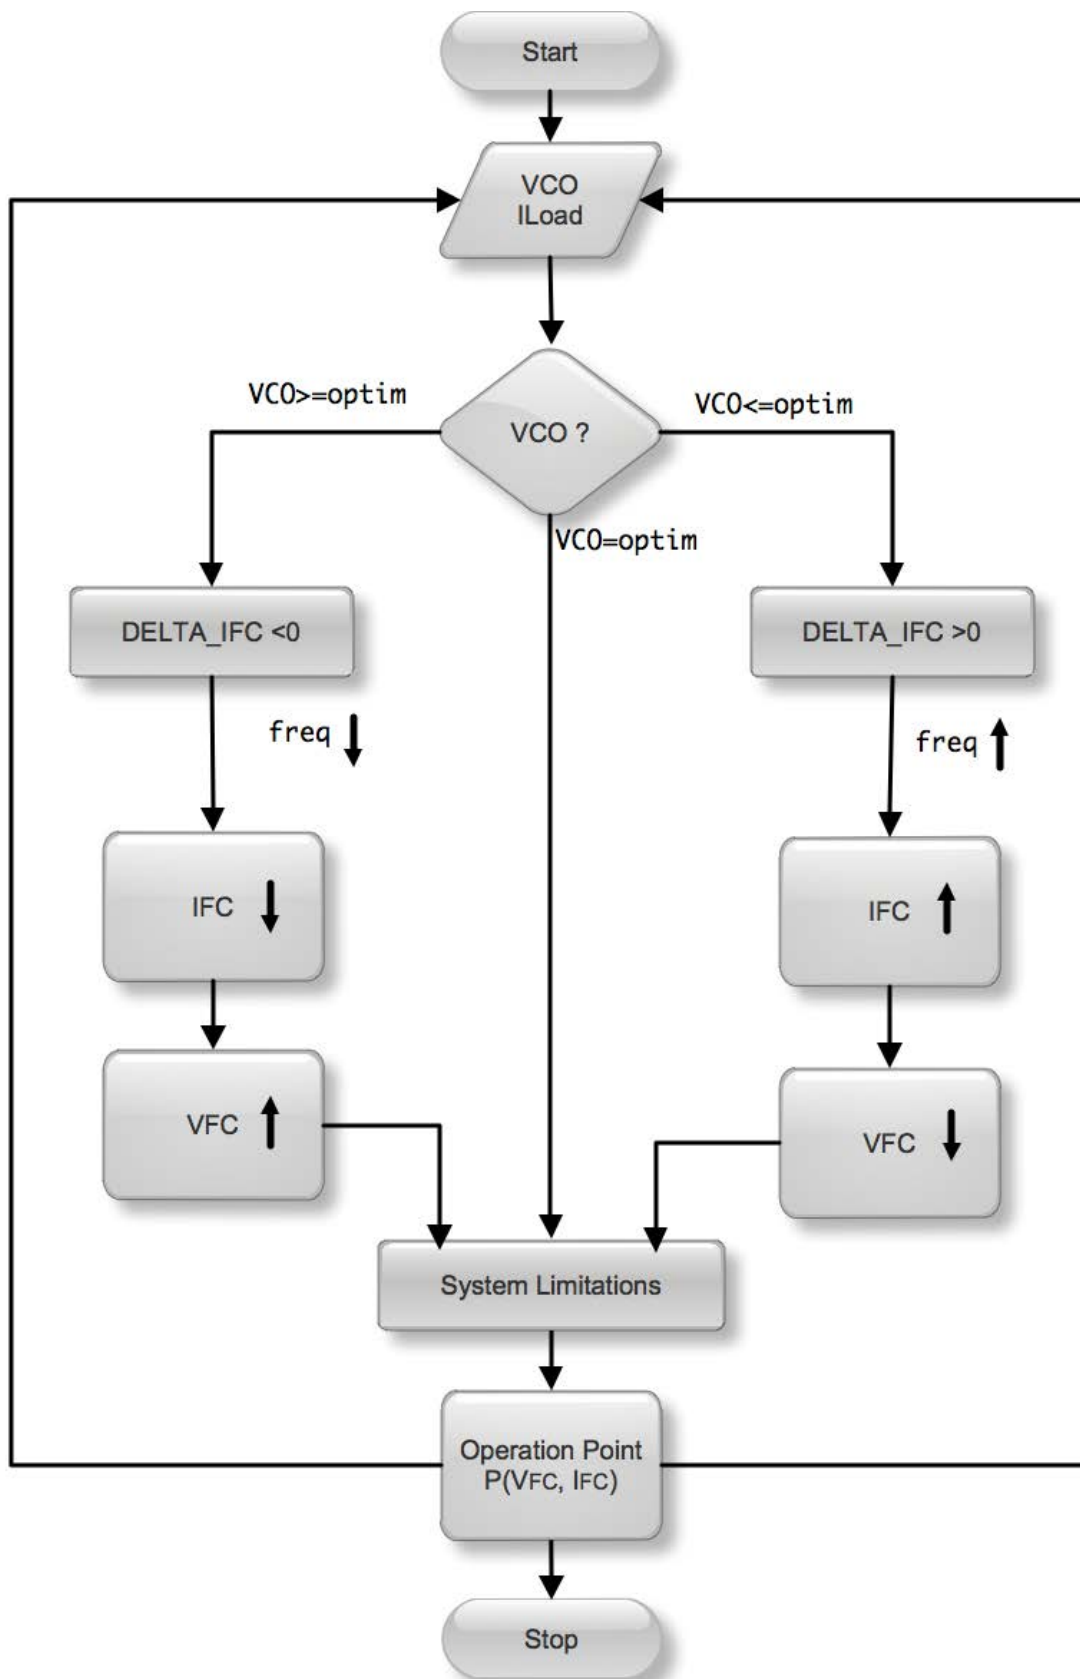 Start
VCO
ILoad
VCO>=optim
VCO ?
VCO<=optim
VCO=optim
DELTA_IFC <0
DELTA_IFC >0
freq
freq
IFC
IFC
VFC
VFC
System Limitations
Operation Point
P(VFC, IFC)
Stop